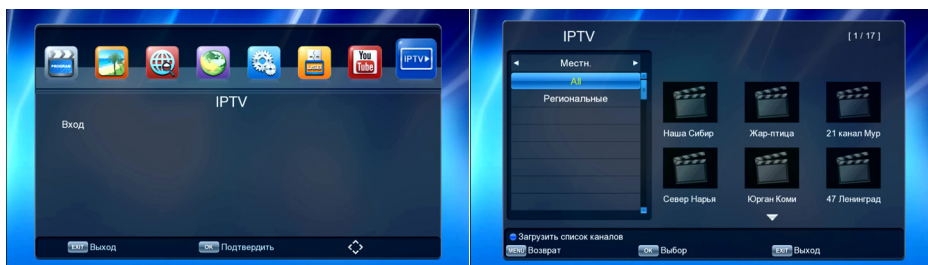 PROGRAM
You
Tube
IPTV
IPTV
Вход
EXIT Выход
OK Подтвердить
IPTV
[ 1 / 17 ]
Местн.
All
Региональные
Наша Сибир
Жар-птица
21 канал Мур
Север Нарья
Юрган Коми
47 Ленинград
Загрузить список каналов
MENU Возврат
OK Выбор
EXIT Выход